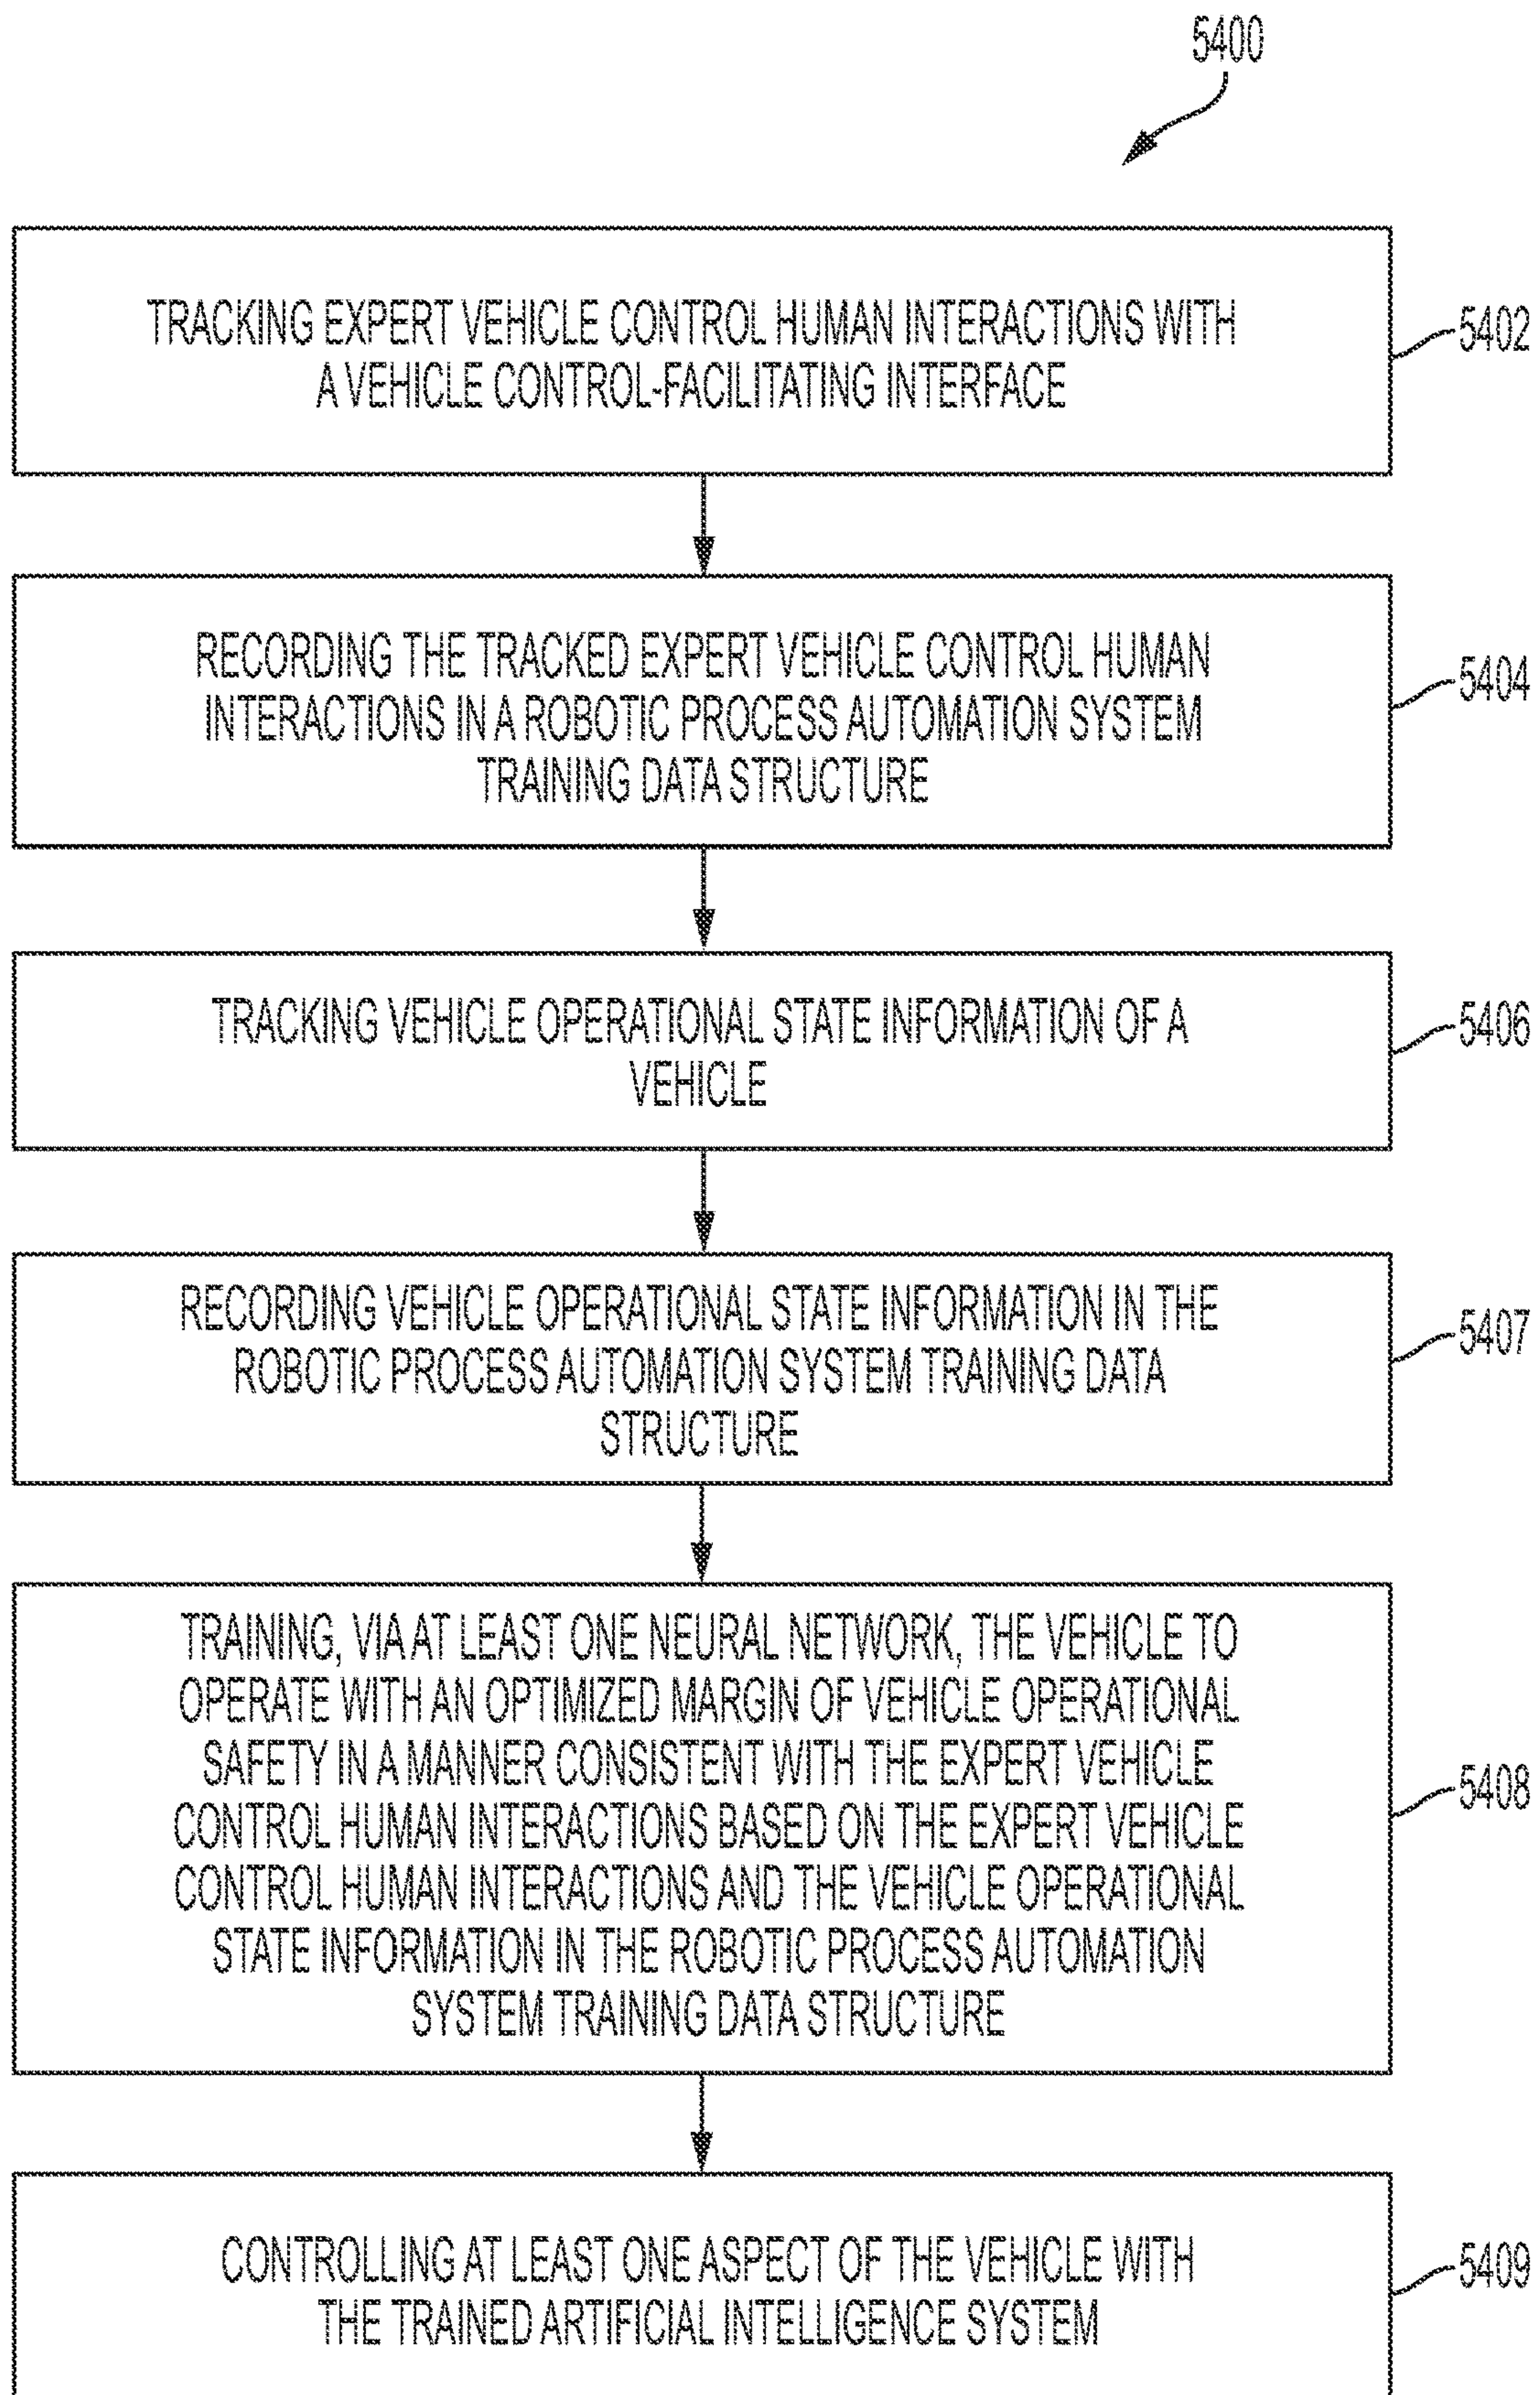 5400
TRACKING EXPERT VEHICLE CONTROL HUMAN INTERACTIONS WITH
A VEHICLE CONTROL-FACILITATING INTERFACE
5402
RECORDING THE TRACKED EXPERT VEHICLE CONTROL HUMAN
INTERACTIONS IN A ROBOTIC PROCESS AUTOMATION SYSTEM
TRAINING DATA STRUCTURE
5404
TRACKING VEHICLE OPERATIONAL STATE INFORMATION OF A
VEHICLE
5406
RECORDING VEHICLE OPERATIONAL STATE INFORMATION IN THE
ROBOTIC PROCESS AUTOMATION SYSTEM TRAINING DATA
STRUCTURE
5407
TRAINING, VIA AT LEAST ONE NEURAL NETWORK, THE VEHICLE TO
OPERATE WITH AN OPTIMIZED MARGIN OF VEHICLE OPERATIONAL
SAFETY IN A MANNER CONSISTENT WITH THE EXPERT VEHICLE
CONTROL HUMAN INTERACTIONS BASED ON THE EXPERT VEHICLE
CONTROL HUMAN INTERACTIONS AND THE VEHICLE OPERATIONAL
STATE INFORMATION IN THE ROBOTIC PROCESS AUTOMATION
SYSTEM TRAINING DATA STRUCTURE
5408
CONTROLLING AT LEAST ONE ASPECT OF THE VEHICLE WITH
THE TRAINED ARTIFICIAL INTELLIGENCE SYSTEM
5409